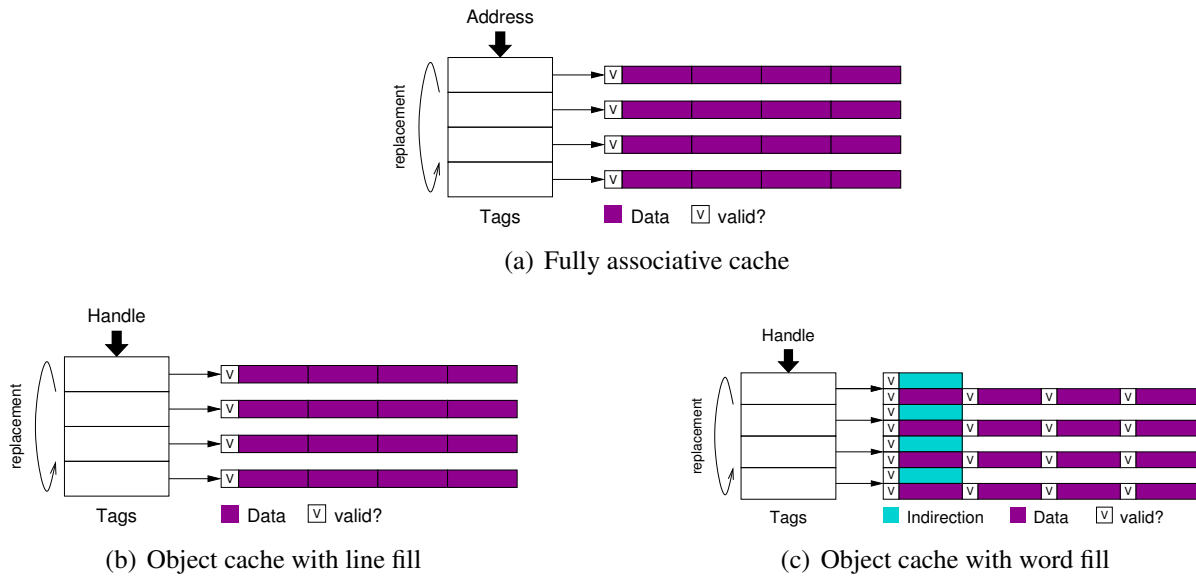 Address
replacement
V
V
V
V
Tags
Data V valid?
(a) Fully associative cache
Handle
replacement
V
V
V
V
Tags
Data V valid?
(b) Object cache with line fill
Handle
replacement
V
V V V V
V
V V V V
V
V V V V
V
V V V V
Tags
Indirection Data V valid?
(c) Object cache with word fill